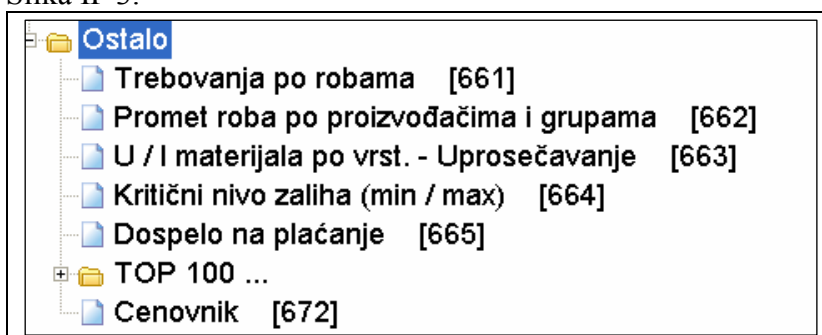 Ostalo
Trebovanja po robama [661]
Promet roba po proizvođačima i grupama [662]
U / I materijala po vrst. - Uprosečavanje [663]
Kritični nivo zaliha (min / max) [664]
Dospelo na plaćanje [665]
TOP 100 ...
Cenovnik [672]